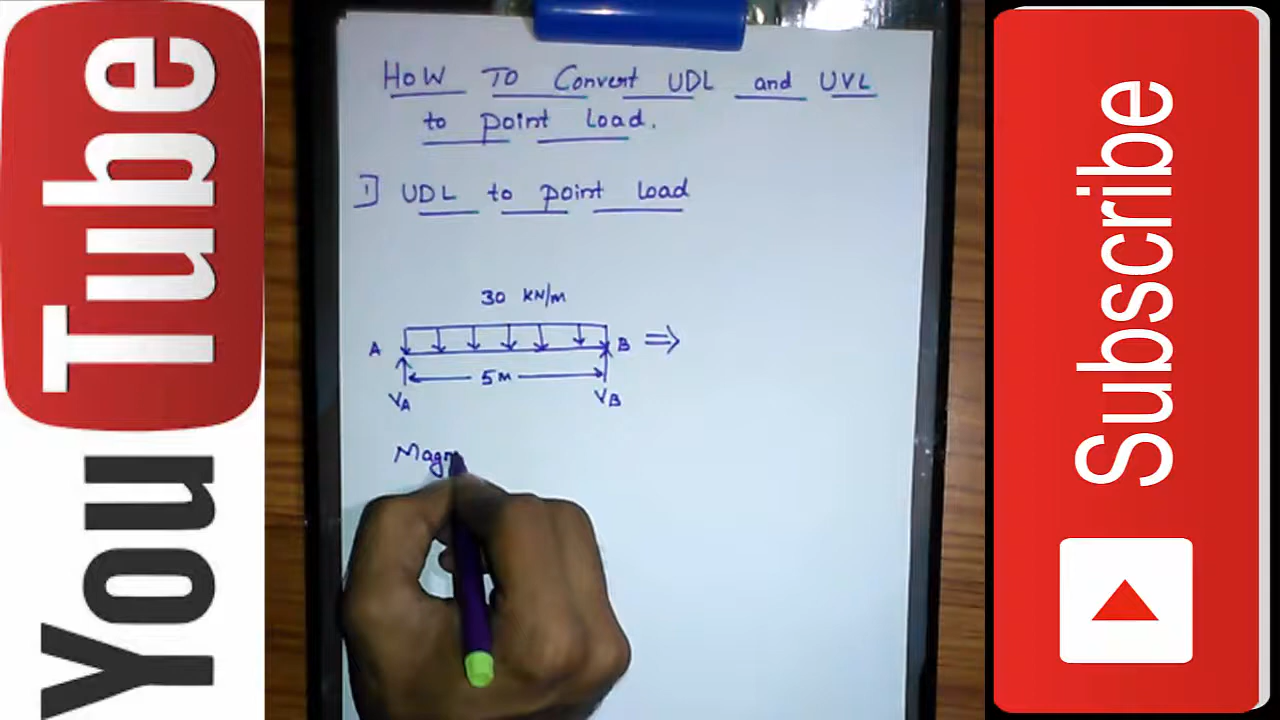 YouTube
HOW TO Convert UDL and UVL
to point load.
1] UDL to point load
30 KN/m
A
B ⇒
5M
VA
VB
Magn
Subscribe